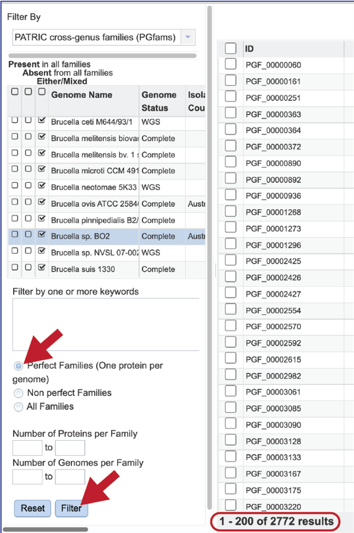 Filter By
PATRIC cross-genus families (PGfams)
Present in all families
Absent from all families
Either/Mixed
Genome Name Genome Status
Brucella ceti M644/93/1 WGS
Brucella melitensis Complete
Brucella melitensis bv. 1 Complete
Brucella microti CCM 491 Complete
Brucella neotomae 5K33 WGS
Brucella ovis ATCC 2584 Complete
Brucella pinnipedialis B2/ Complete
Brucella sp. BO2 Complete
Brucella sp. NVSL 07-002 WGS
Brucella suis 1330 Complete
Filter by one or more keywords
Perfect Families (One protein per
genome)
Non perfect Families
All Families
Number of Proteins per Family
to
Number of Genomes per Family
to
Reset Filter
ID
PGF_00000060
PGF_00000161
PGF_00000251
PGF_00000363
PGF_00000364
PGF_00000372
PGF_00000890
PGF_00000892
PGF_00000936
PGF_00001268
PGF_00001273
PGF_00001296
PGF_00002425
PGF_00002426
PGF_00002427
PGF_00002554
PGF_00002570
PGF_00002592
PGF_00002615
PGF_00002982
PGF_00003061
PGF_00003085
PGF_00003090
PGF_00003128
PGF_00003133
PGF_00003167
PGF_00003175
PGF_00003220
1 - 200 of 2772 results